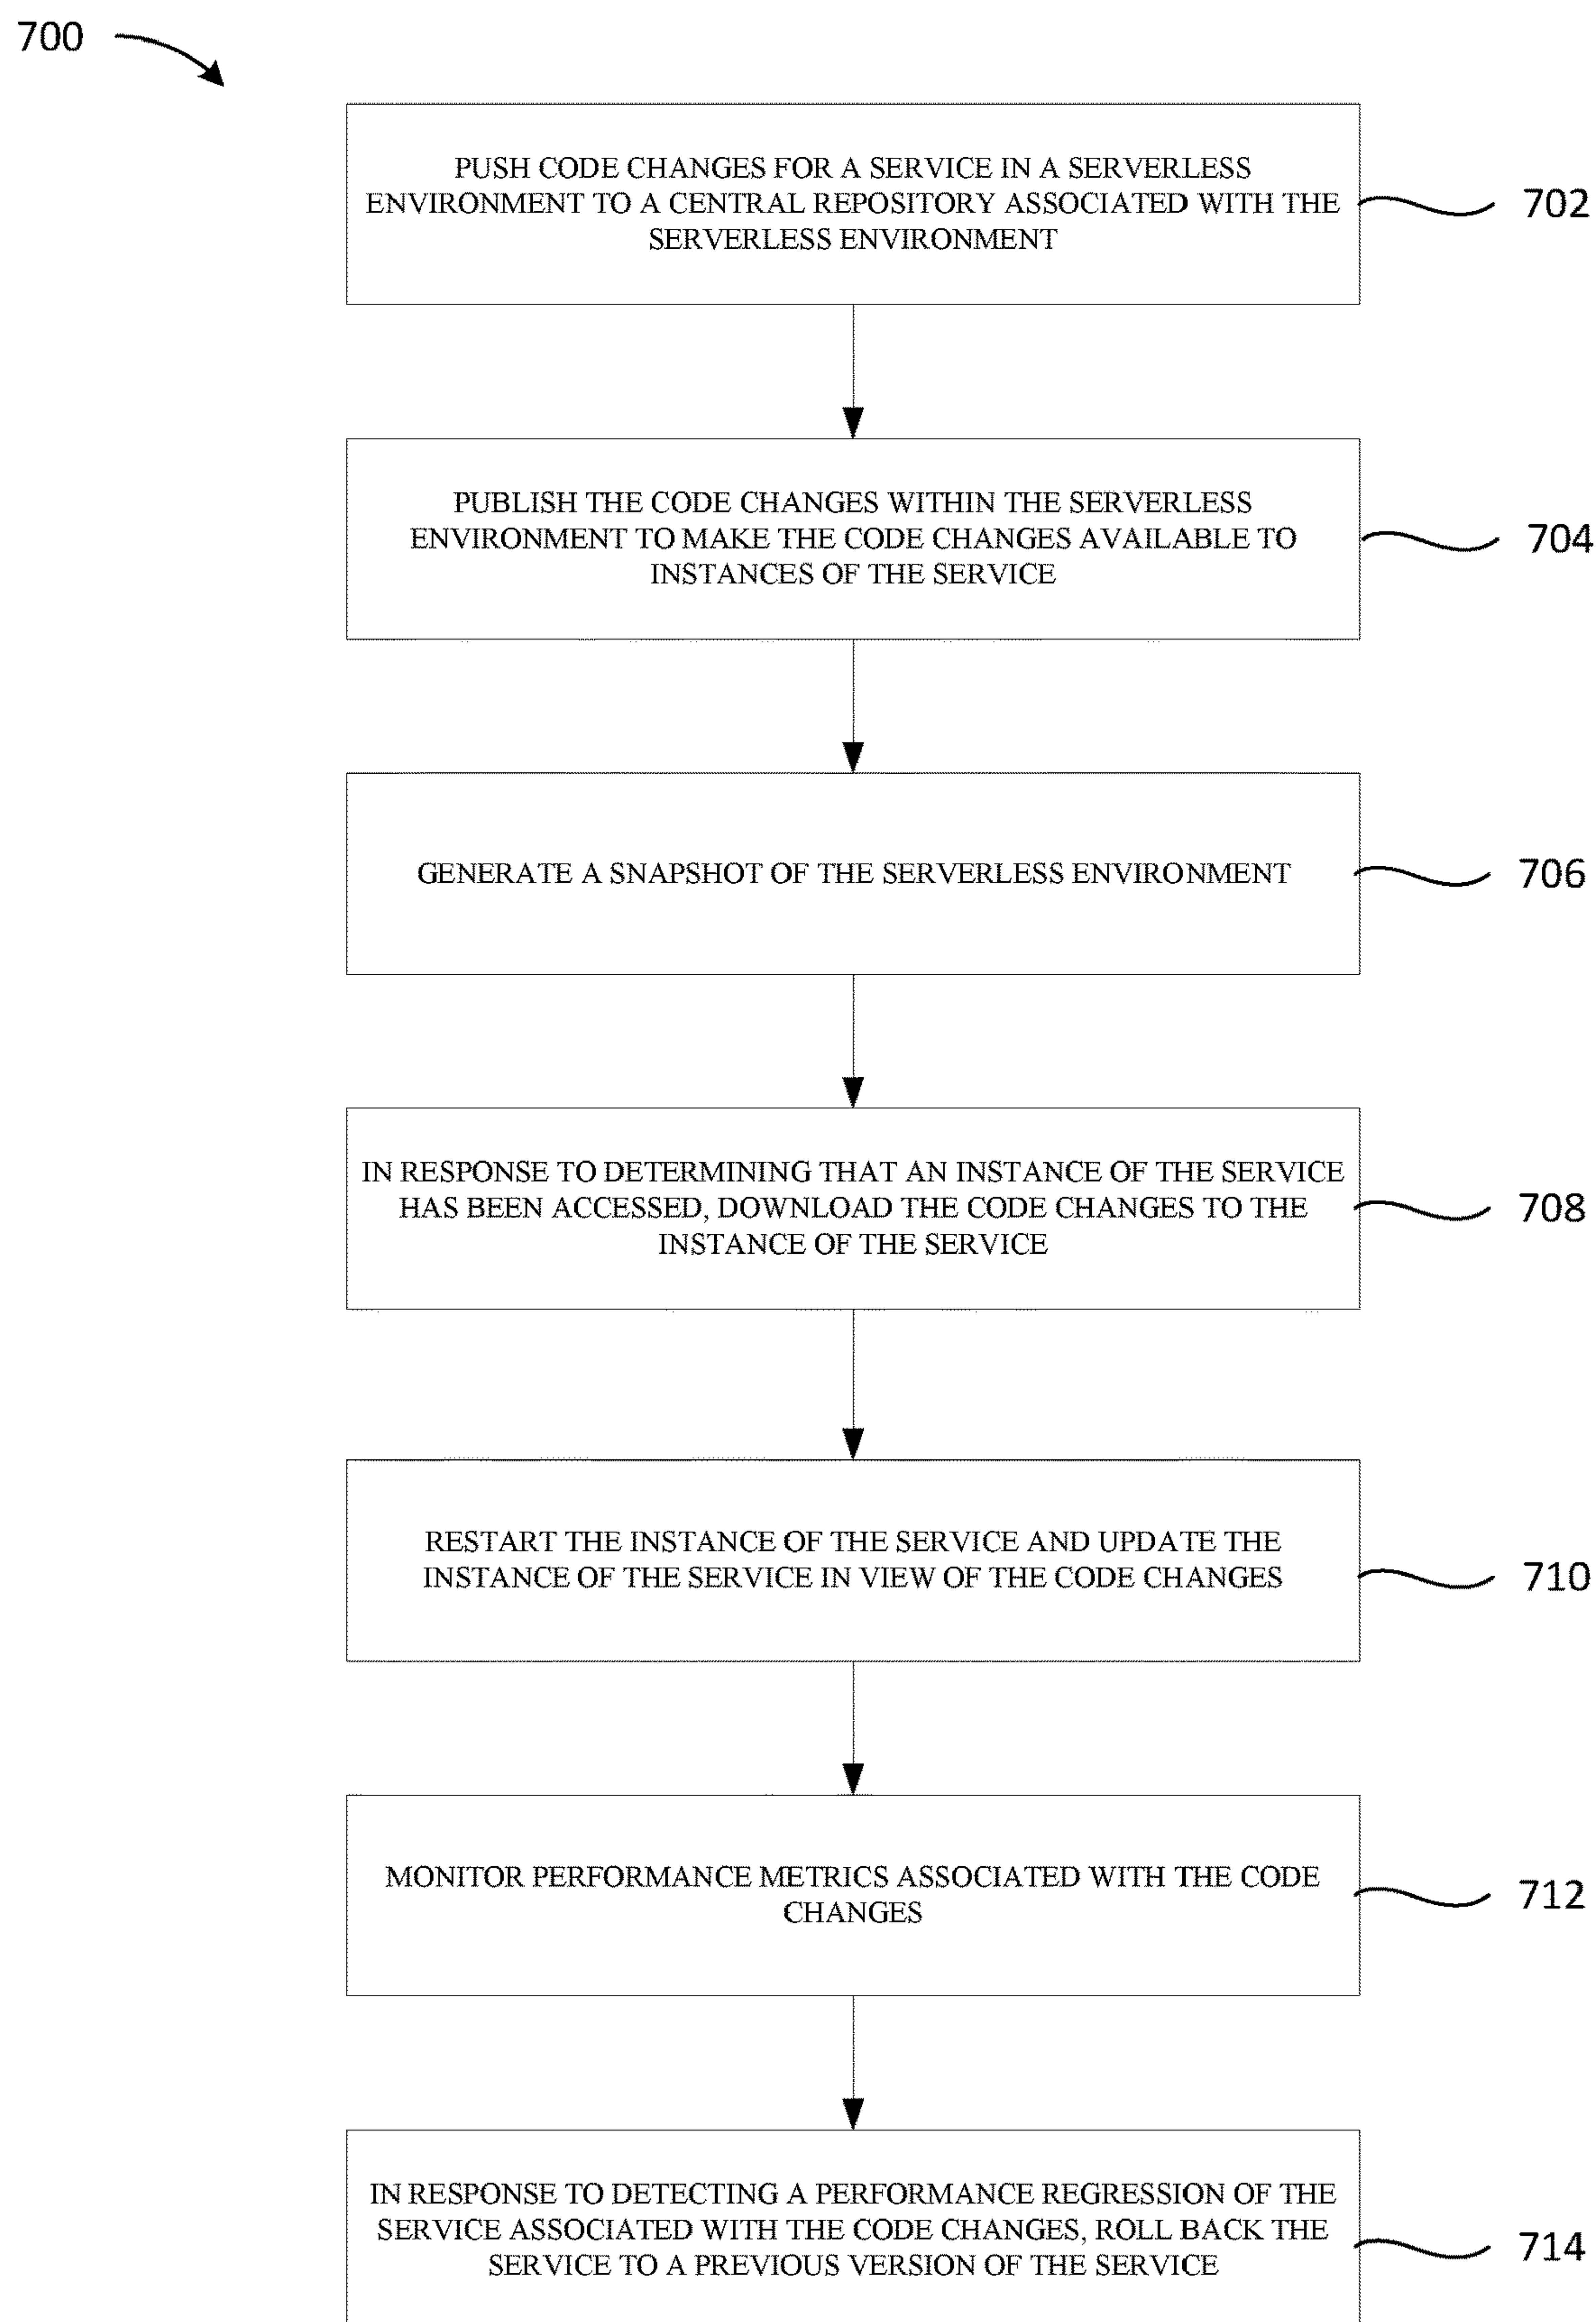 700
PUSH CODE CHANGES FOR A SERVICE IN A SERVERLESS
ENVIRONMENT TO A CENTRAL REPOSITORY ASSOCIATED WITH THE
SERVERLESS ENVIRONMENT
702
PUBLISH THE CODE CHANGES WITHIN THE SERVERLESS
ENVIRONMENT TO MAKE THE CODE CHANGES AVAILABLE TO
INSTANCES OF THE SERVICE
704
GENERATE A SNAPSHOT OF THE SERVERLESS ENVIRONMENT
706
IN RESPONSE TO DETERMINING THAT AN INSTANCE OF THE SERVICE
HAS BEEN ACCESSED, DOWNLOAD THE CODE CHANGES TO THE
INSTANCE OF THE SERVICE
708
RESTART THE INSTANCE OF THE SERVICE AND UPDATE THE
INSTANCE OF THE SERVICE IN VIEW OF THE CODE CHANGES
710
MONITOR PERFORMANCE METRICS ASSOCIATED WITH THE CODE
CHANGES
712
IN RESPONSE TO DETECTING A PERFORMANCE REGRESSION OF THE
SERVICE ASSOCIATED WITH THE CODE CHANGES, ROLL BACK THE
SERVICE TO A PREVIOUS VERSION OF THE SERVICE
714